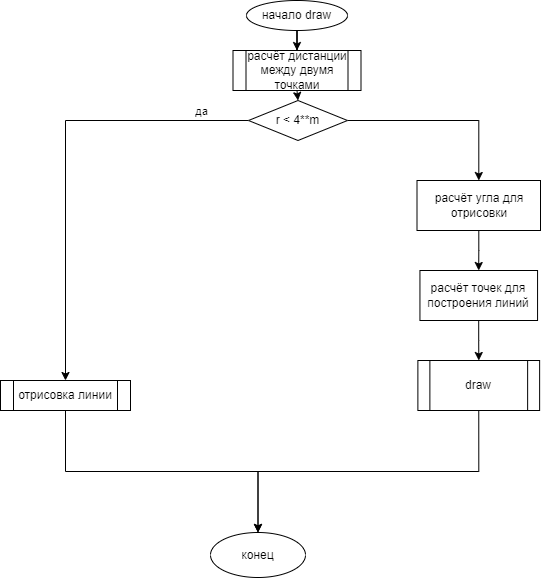 начало draw
расчёт дистанции
между двумя
точками
да
r < 4**m
расчёт угла для
отрисовки
расчёт точек для
построения линий
отрисовка линии
draw
конец